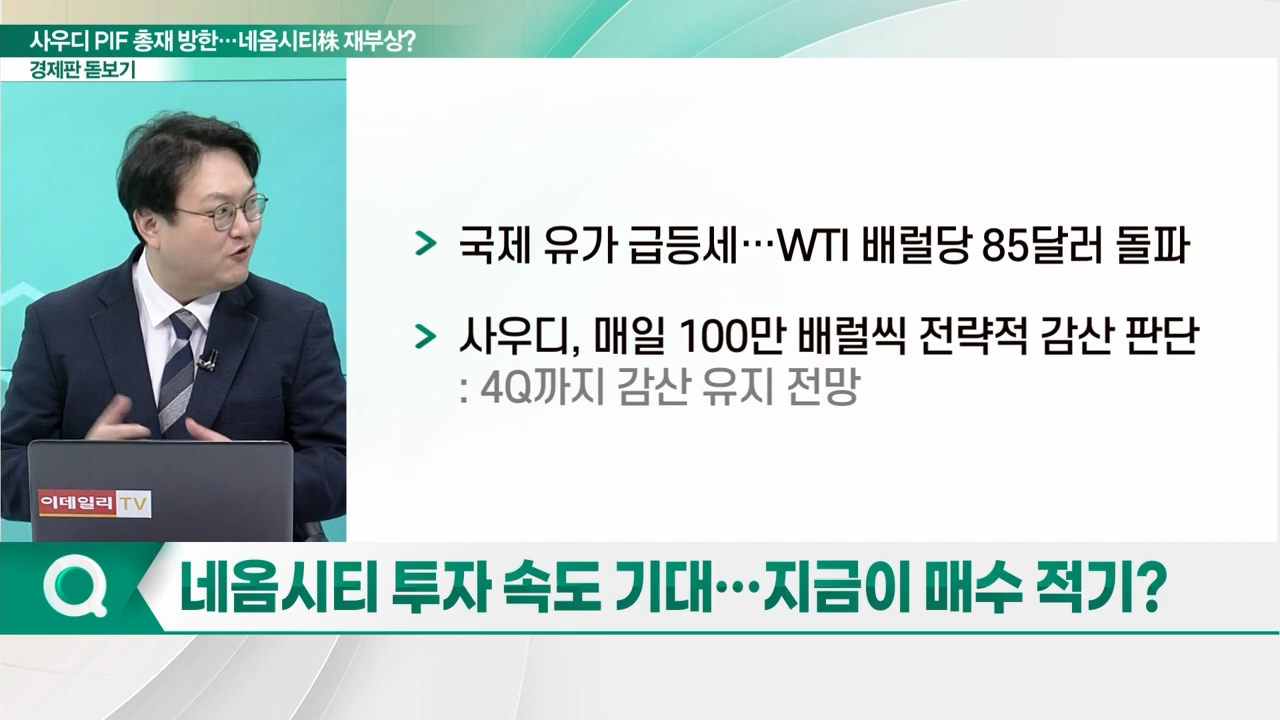 사우디 PIF 총재 방한…네옴시티株 재부상?
경제판 돋보기
국제 유가 급등세…WTI 배럴당 85달러 돌파
사우디, 매일 100만 배럴씩 전략적 감산 판단
: 4Q까지 감산 유지 전망
이데일리 TV
네옴시티 투자 속도 기대…지금이 매수 적기?